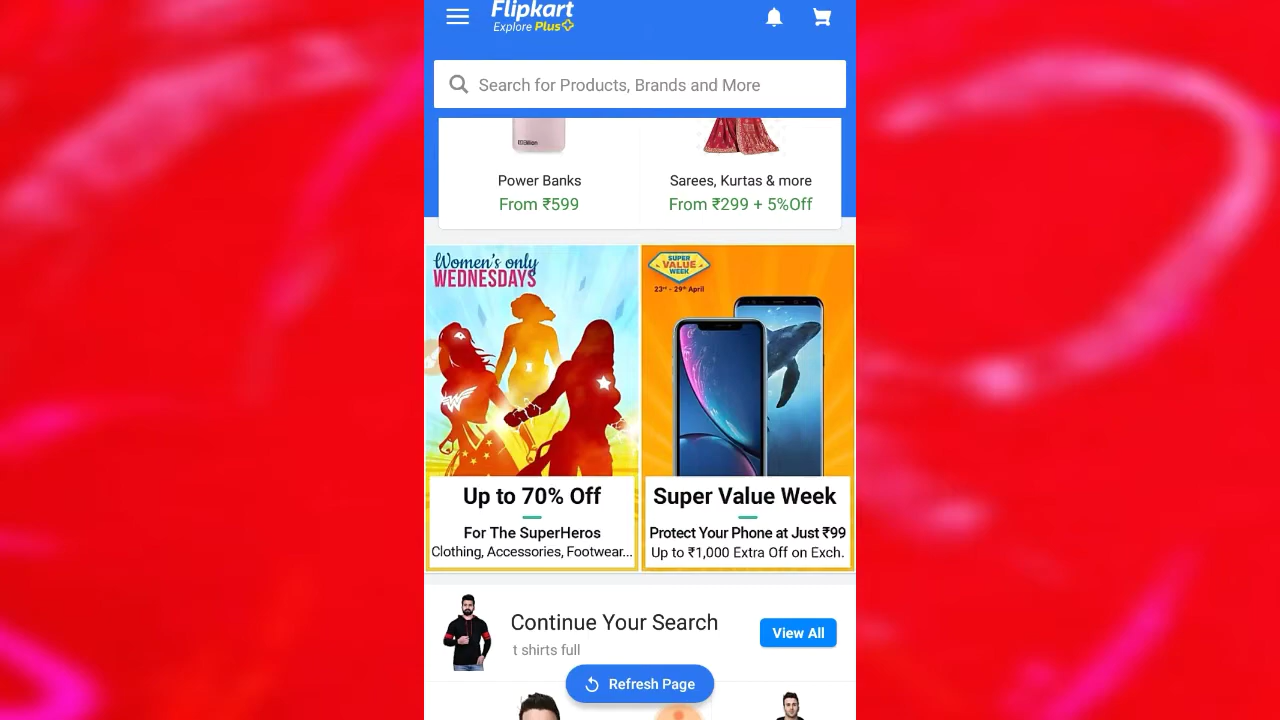 Flipkart
Explore Plus
Search for Products, Brands and More
Power Banks
From ₹599
Sarees, Kurtas & more
From ₹299 + 5%Off
Women's only
WEDNESDAYS
Up to 70% Off
For The SuperHeros
Clothing, Accessories, Footwear...
SUPER
VALUE
WEEK
23rd - 29th April
Super Value Week
Protect Your Phone at Just ₹99
Up to ₹1,000 Extra Off on Exch.
Continue Your Search
t shirts full
View All
Refresh Page